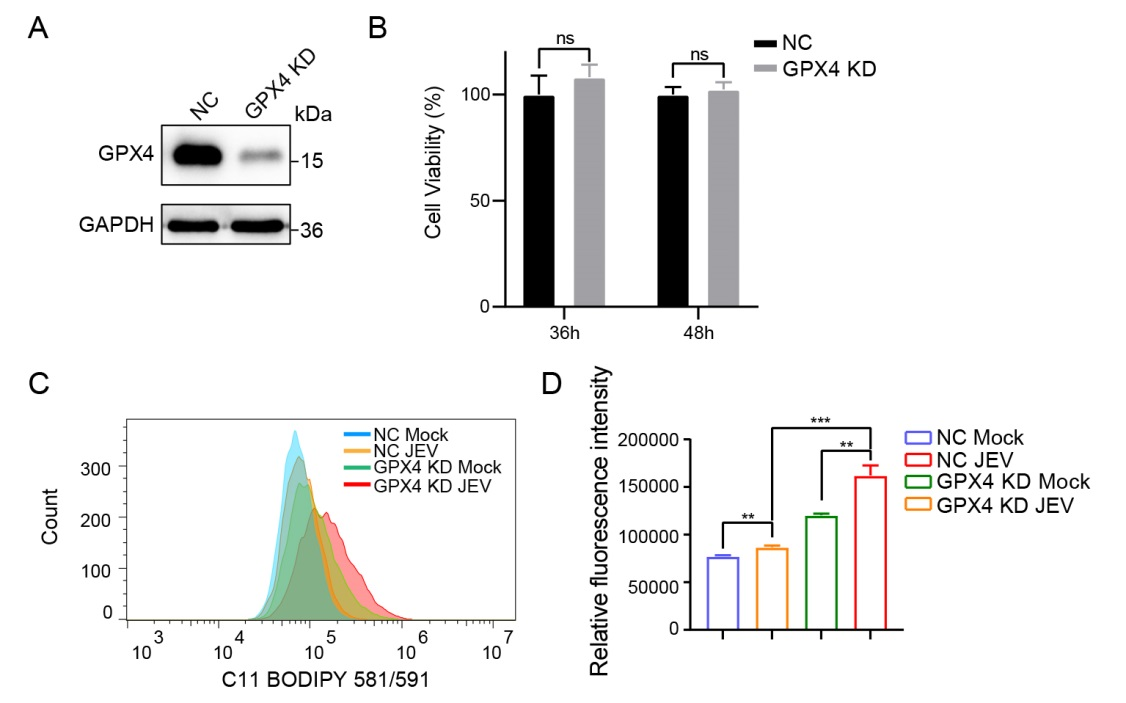 A
NC
GPX4 KD
kDa
GPX4
15
GAPDH
36
B
ns
ns
NC
GPX4 KD
Cell Viability (%)
100
50
0
36h
48h
C
NC Mock
NC JEV
GPX4 KD Mock
GPX4 KD JEV
Count
300
200
100
0
10 3
10 4
10 5
10 6
10 7
C11 BODIPY 581/591
D
Relative fluorescence intensity
***
**
**
200000
150000
100000
50000
0
NC Mock
NC JEV
GPX4 KD Mock
GPX4 KD JEV